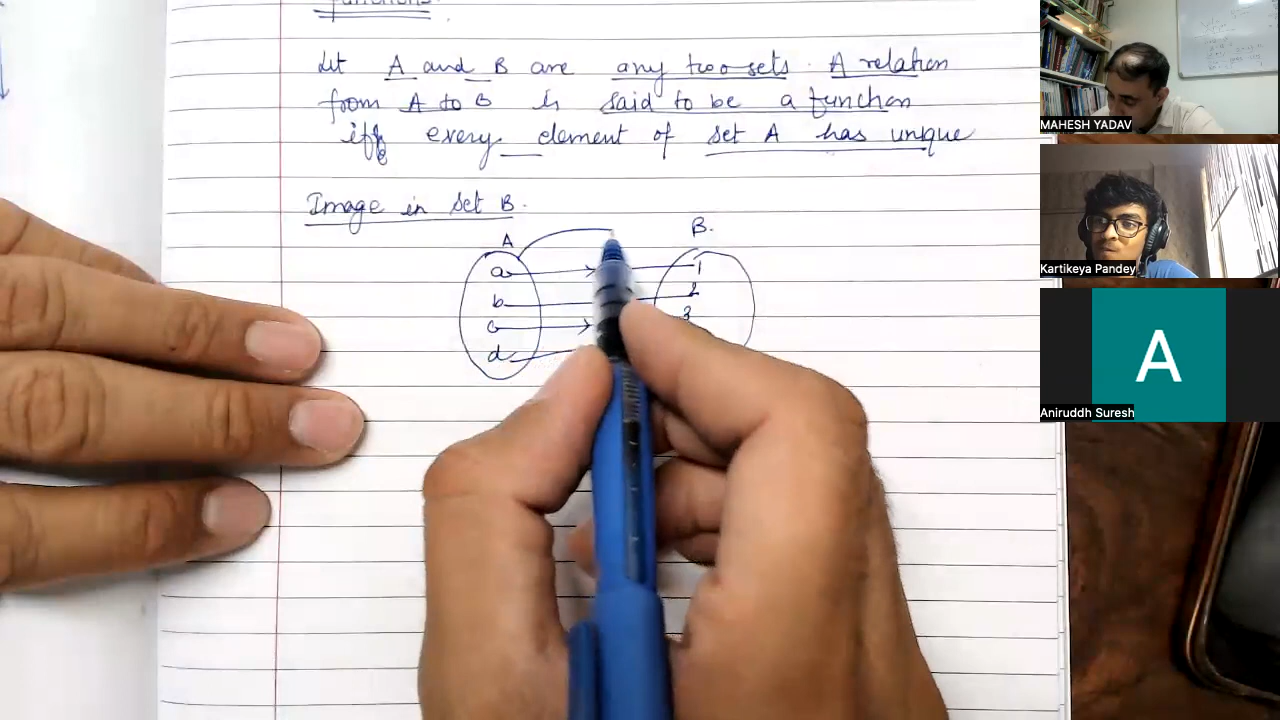 functions.
Let A and B are any two sets. A relation
from A to B is said to be a function
iff every element of set A has unique
Image in set B.
A B.
a 1
b 2
c 3
d
MAHESH YADAV
Kartikeya Pandey
A
Aniruddh Suresh